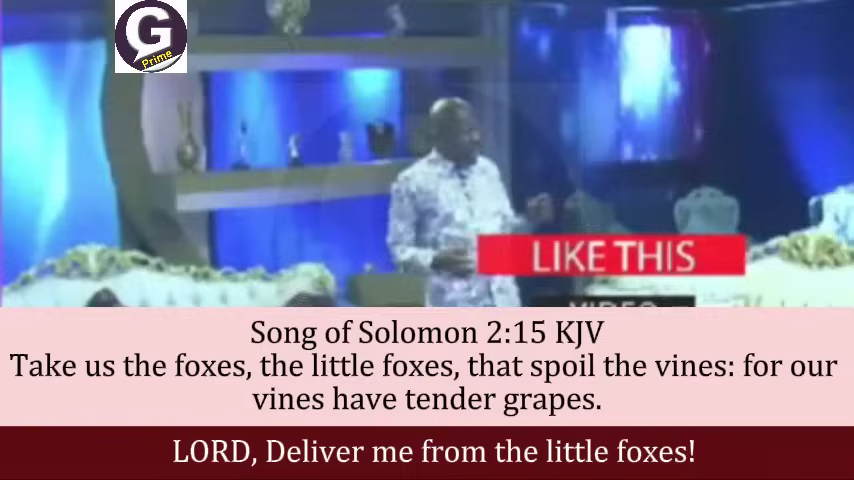 G
Prime
LIKE THIS
VIDEO
Song of Solomon 2:15 KJV
Take us the foxes, the little foxes, that spoil the vines: for our
vines have tender grapes.
LORD, Deliver me from the little foxes!